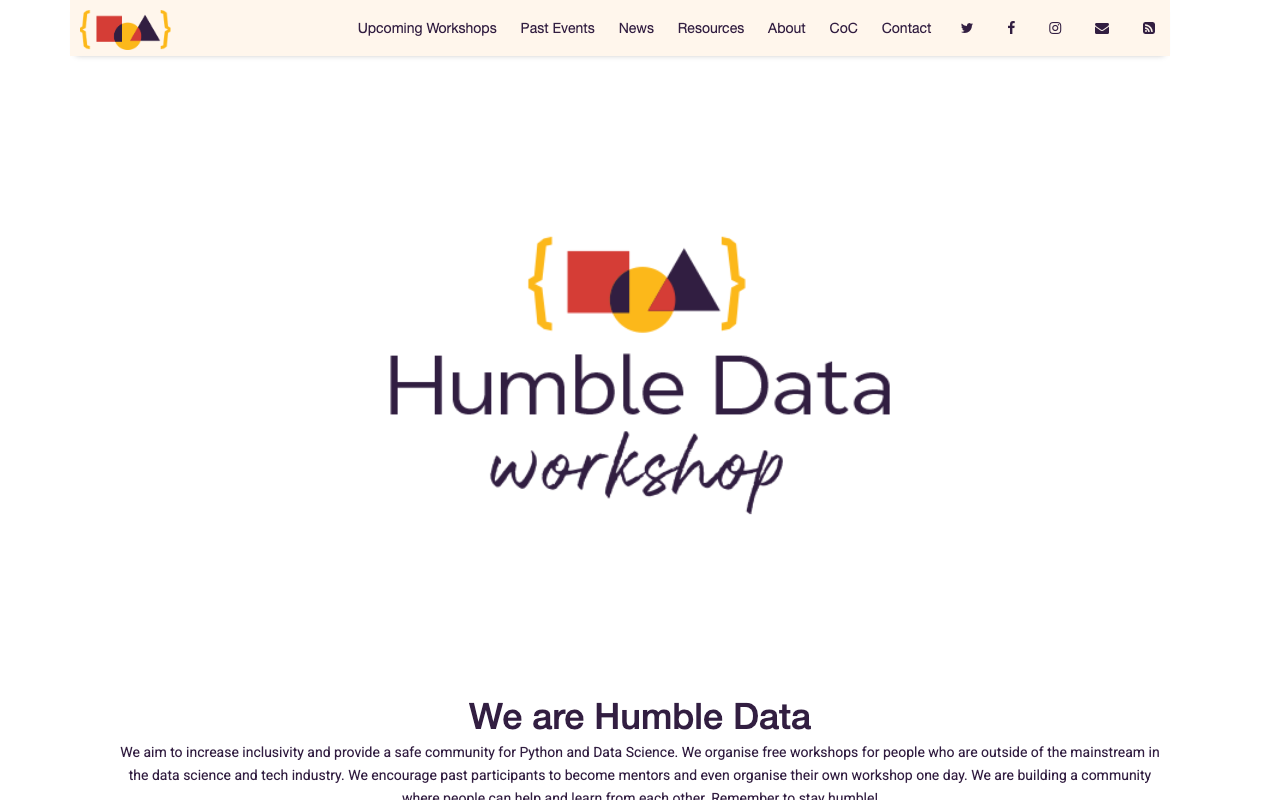 Upcoming Workshops Past Events News Resources About CoC Contact
Humble Data
workshop
We are Humble Data
We aim to increase inclusivity and provide a safe community for Python and Data Science. We organise free workshops for people who are outside of the mainstream in
the data science and tech industry. We encourage past participants to become mentors and even organise their own workshop one day. We are building a community
where people can help and learn from each other. Remember to stay humble!